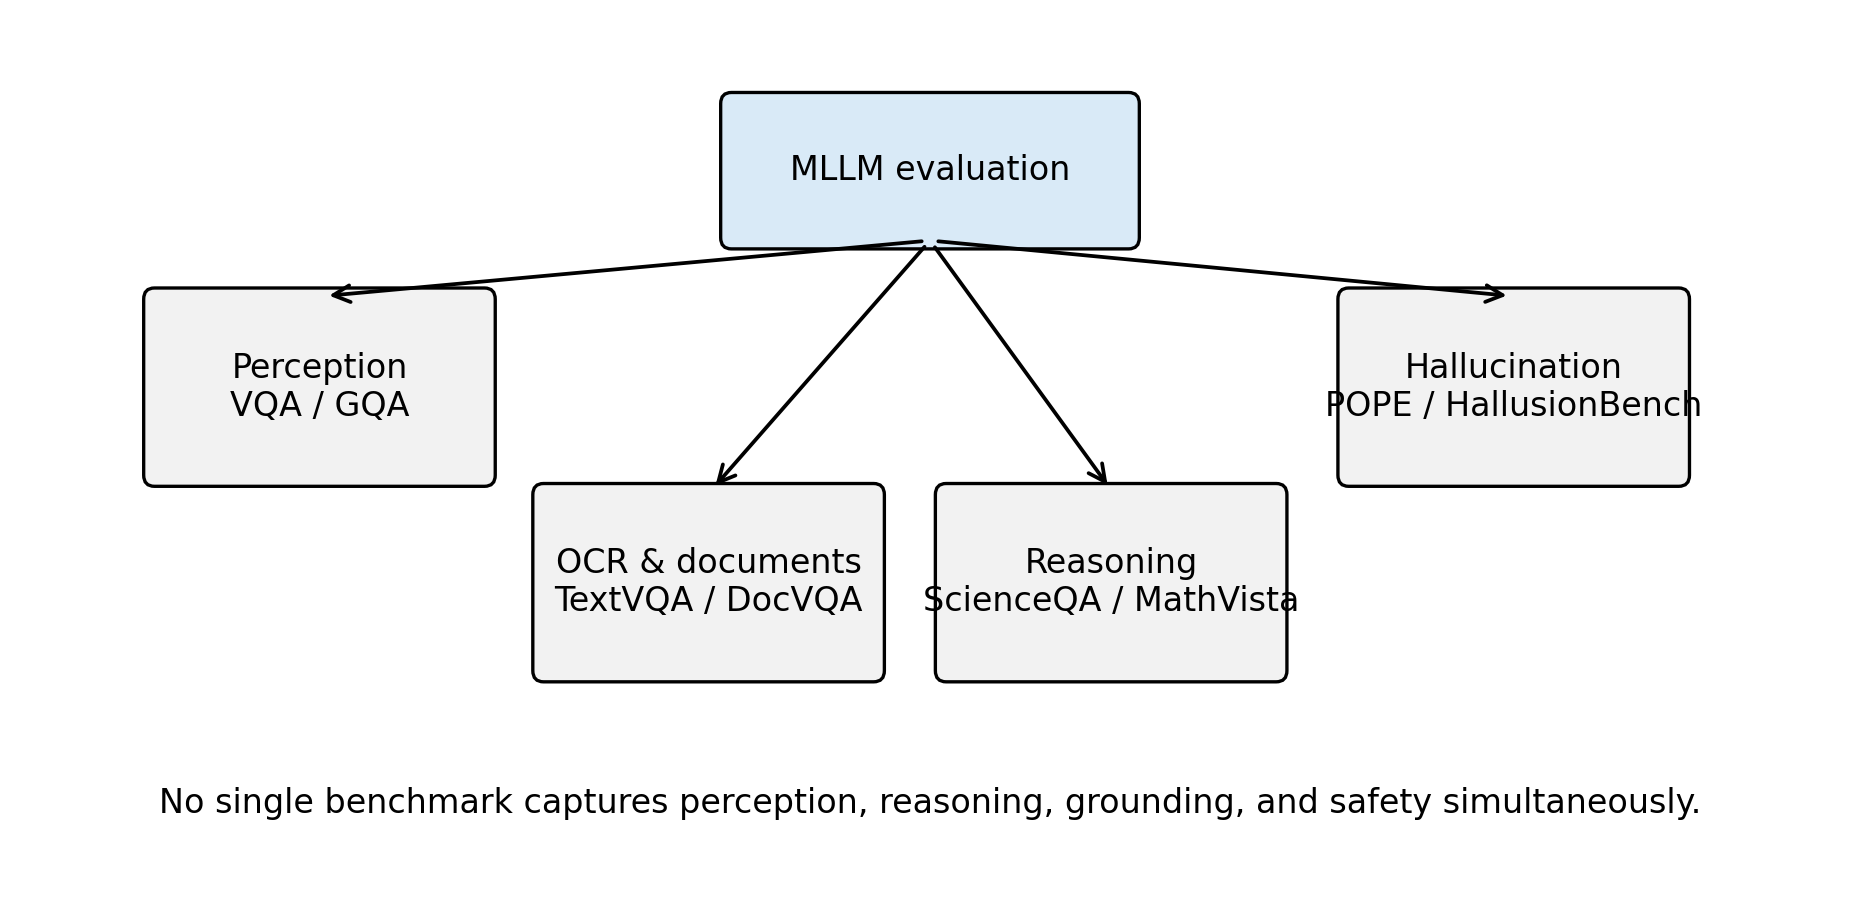 MLLM evaluation
Perception
VQA / GQA
Hallucination
POPE / HallusionBench
OCR & documents
TextVQA / DocVQA
Reasoning
ScienceQA / MathVista
No single benchmark captures perception, reasoning, grounding, and safety simultaneously.